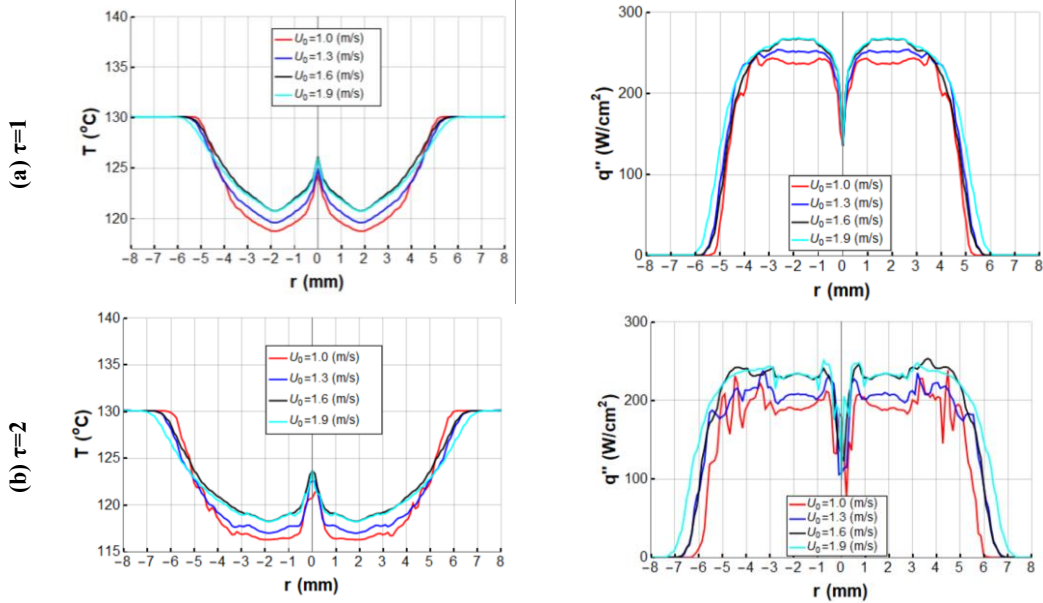 (a) τ=1
140
135
130
125
120
T (°C)
U₀=1.0 (m/s)
U₀=1.3 (m/s)
U₀=1.6 (m/s)
U₀=1.9 (m/s)
−8 −7 −6 −5 −4 −3 −2 −1 0 1 2 3 4 5 6 7 8
r (mm)
300
200
100
0
q'' (W/cm²)
U₀=1.0 (m/s)
U₀=1.3 (m/s)
U₀=1.6 (m/s)
U₀=1.9 (m/s)
−8 −7 −6 −5 −4 −3 −2 −1 0 1 2 3 4 5 6 7 8
r (mm)
(b) τ=2
140
135
130
125
120
115
T (°C)
U₀=1.0 (m/s)
U₀=1.3 (m/s)
U₀=1.6 (m/s)
U₀=1.9 (m/s)
−8 −7 −6 −5 −4 −3 −2 −1 0 1 2 3 4 5 6 7 8
r (mm)
300
200
100
0
q'' (W/cm²)
U₀=1.0 (m/s)
U₀=1.3 (m/s)
U₀=1.6 (m/s)
U₀=1.9 (m/s)
−8 −7 −6 −5 −4 −3 −2 −1 0 1 2 3 4 5 6 7 8
r (mm)